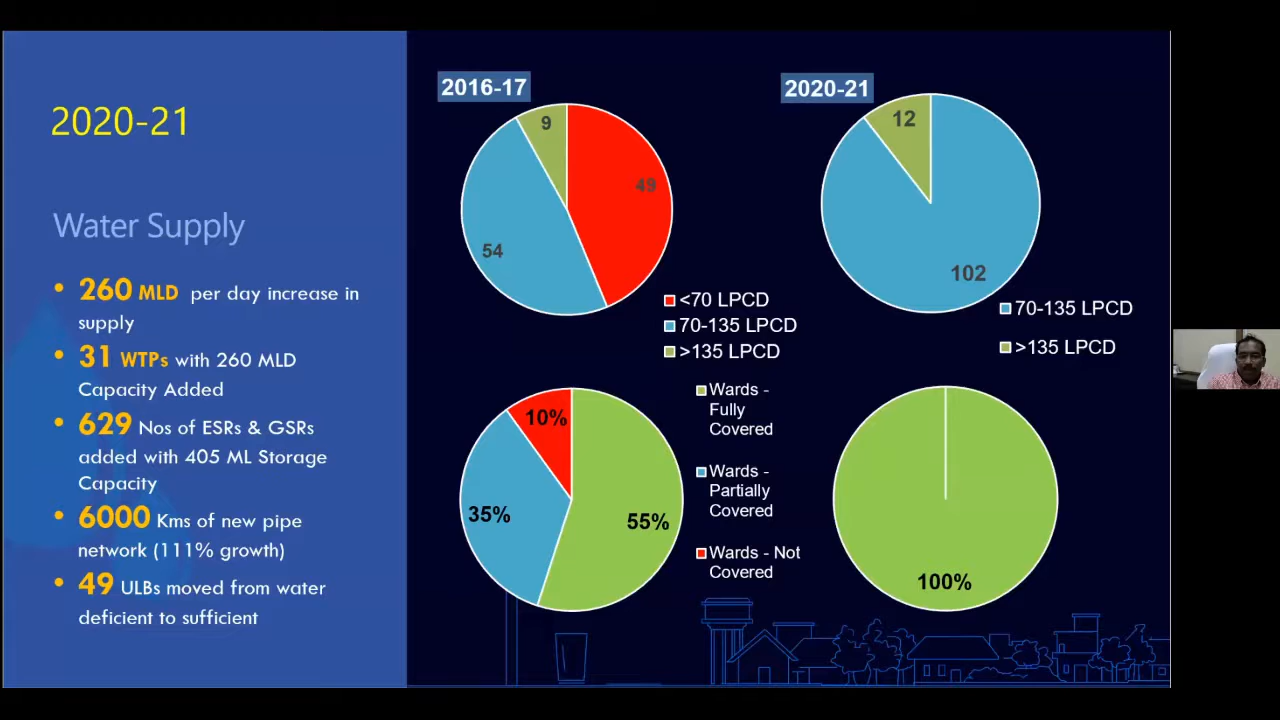 2020-21
Water Supply
• 260 MLD per day increase in
supply
• 31 WTPs with 260 MLD
Capacity Added
• 629 Nos of ESRs & GSRs
added with 405 ML Storage
Capacity
• 6000 Kms of new pipe
network (111% growth)
• 49 ULBs moved from water
deficient to sufficient
2016-17
9
49
54
<70 LPCD
70-135 LPCD
>135 LPCD
2020-21
12
102
70-135 LPCD
>135 LPCD
10%
35%
55%
Wards -
Fully
Covered
Wards -
Partially
Covered
Wards - Not
Covered
100%